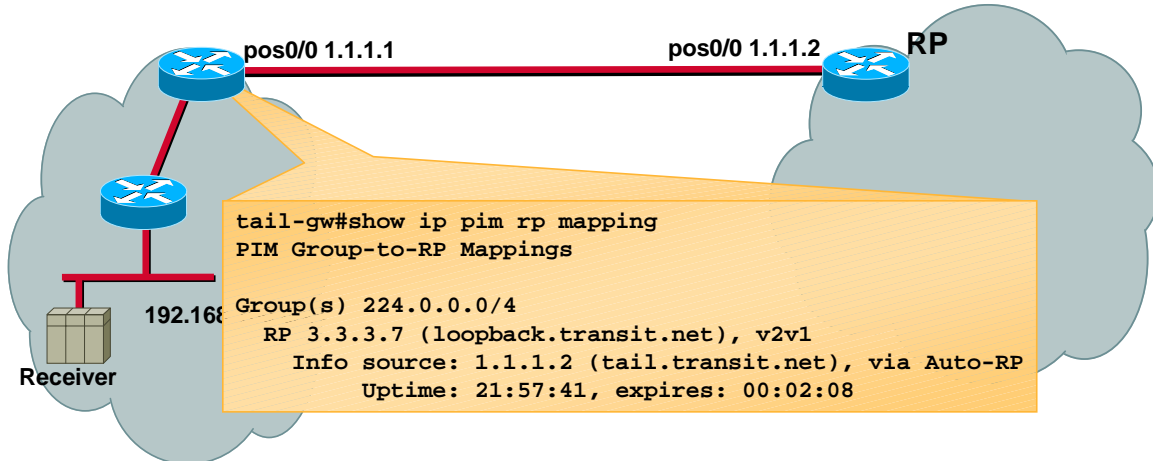 pos0/0 1.1.1.1
pos0/0 1.1.1.2
RP
tail-gw#show ip pim rp mapping
PIM Group-to-RP Mappings
Group(s) 224.0.0.0/4
RP 3.3.3.7 (loopback.transit.net), v2v1
Info source: 1.1.1.2 (tail.transit.net), via Auto-RP
Uptime: 21:57:41, expires: 00:02:08
192.168
Receiver